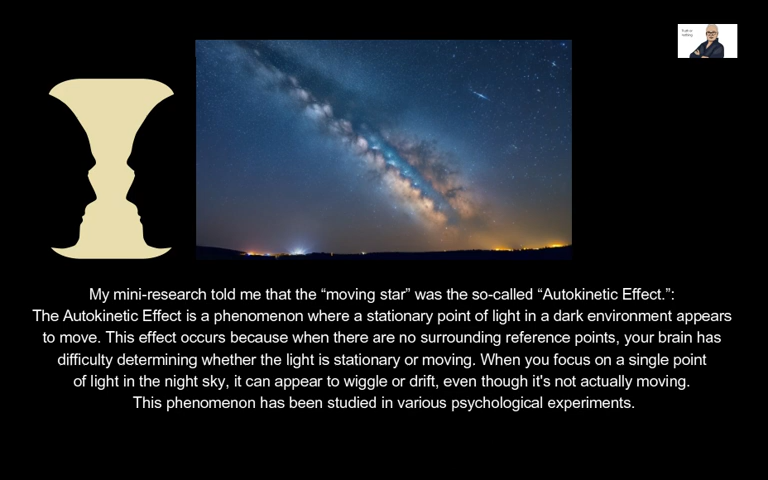 My mini-research told me that the “moving star” was the so-called “Autokinetic Effect.”:
The Autokinetic Effect is a phenomenon where a stationary point of light in a dark environment appears
to move. This effect occurs because when there are no surrounding reference points, your brain has
difficulty determining whether the light is stationary or moving. When you focus on a single point
of light in the night sky, it can appear to wiggle or drift, even though it's not actually moving.
This phenomenon has been studied in various psychological experiments.